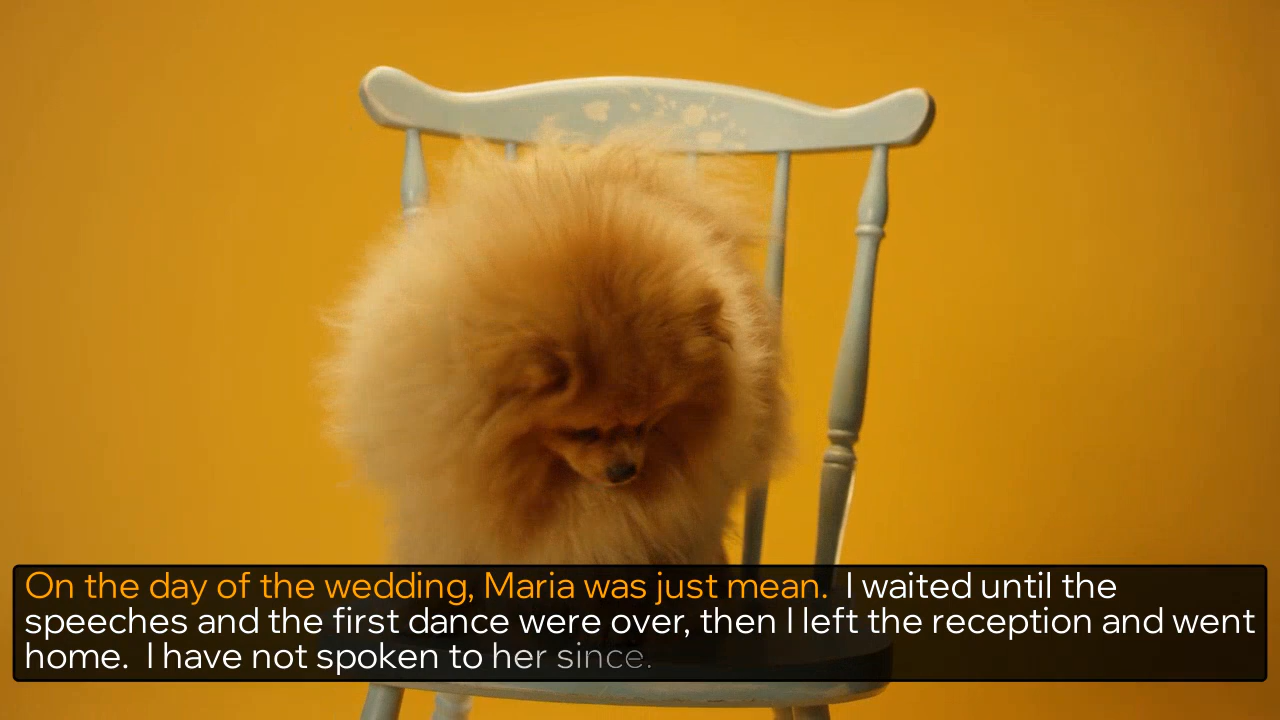 On the day of the wedding, Maria was just mean.  I waited until the
speeches and the first dance were over, then I left the reception and went
home.  I have not spoken to her since.